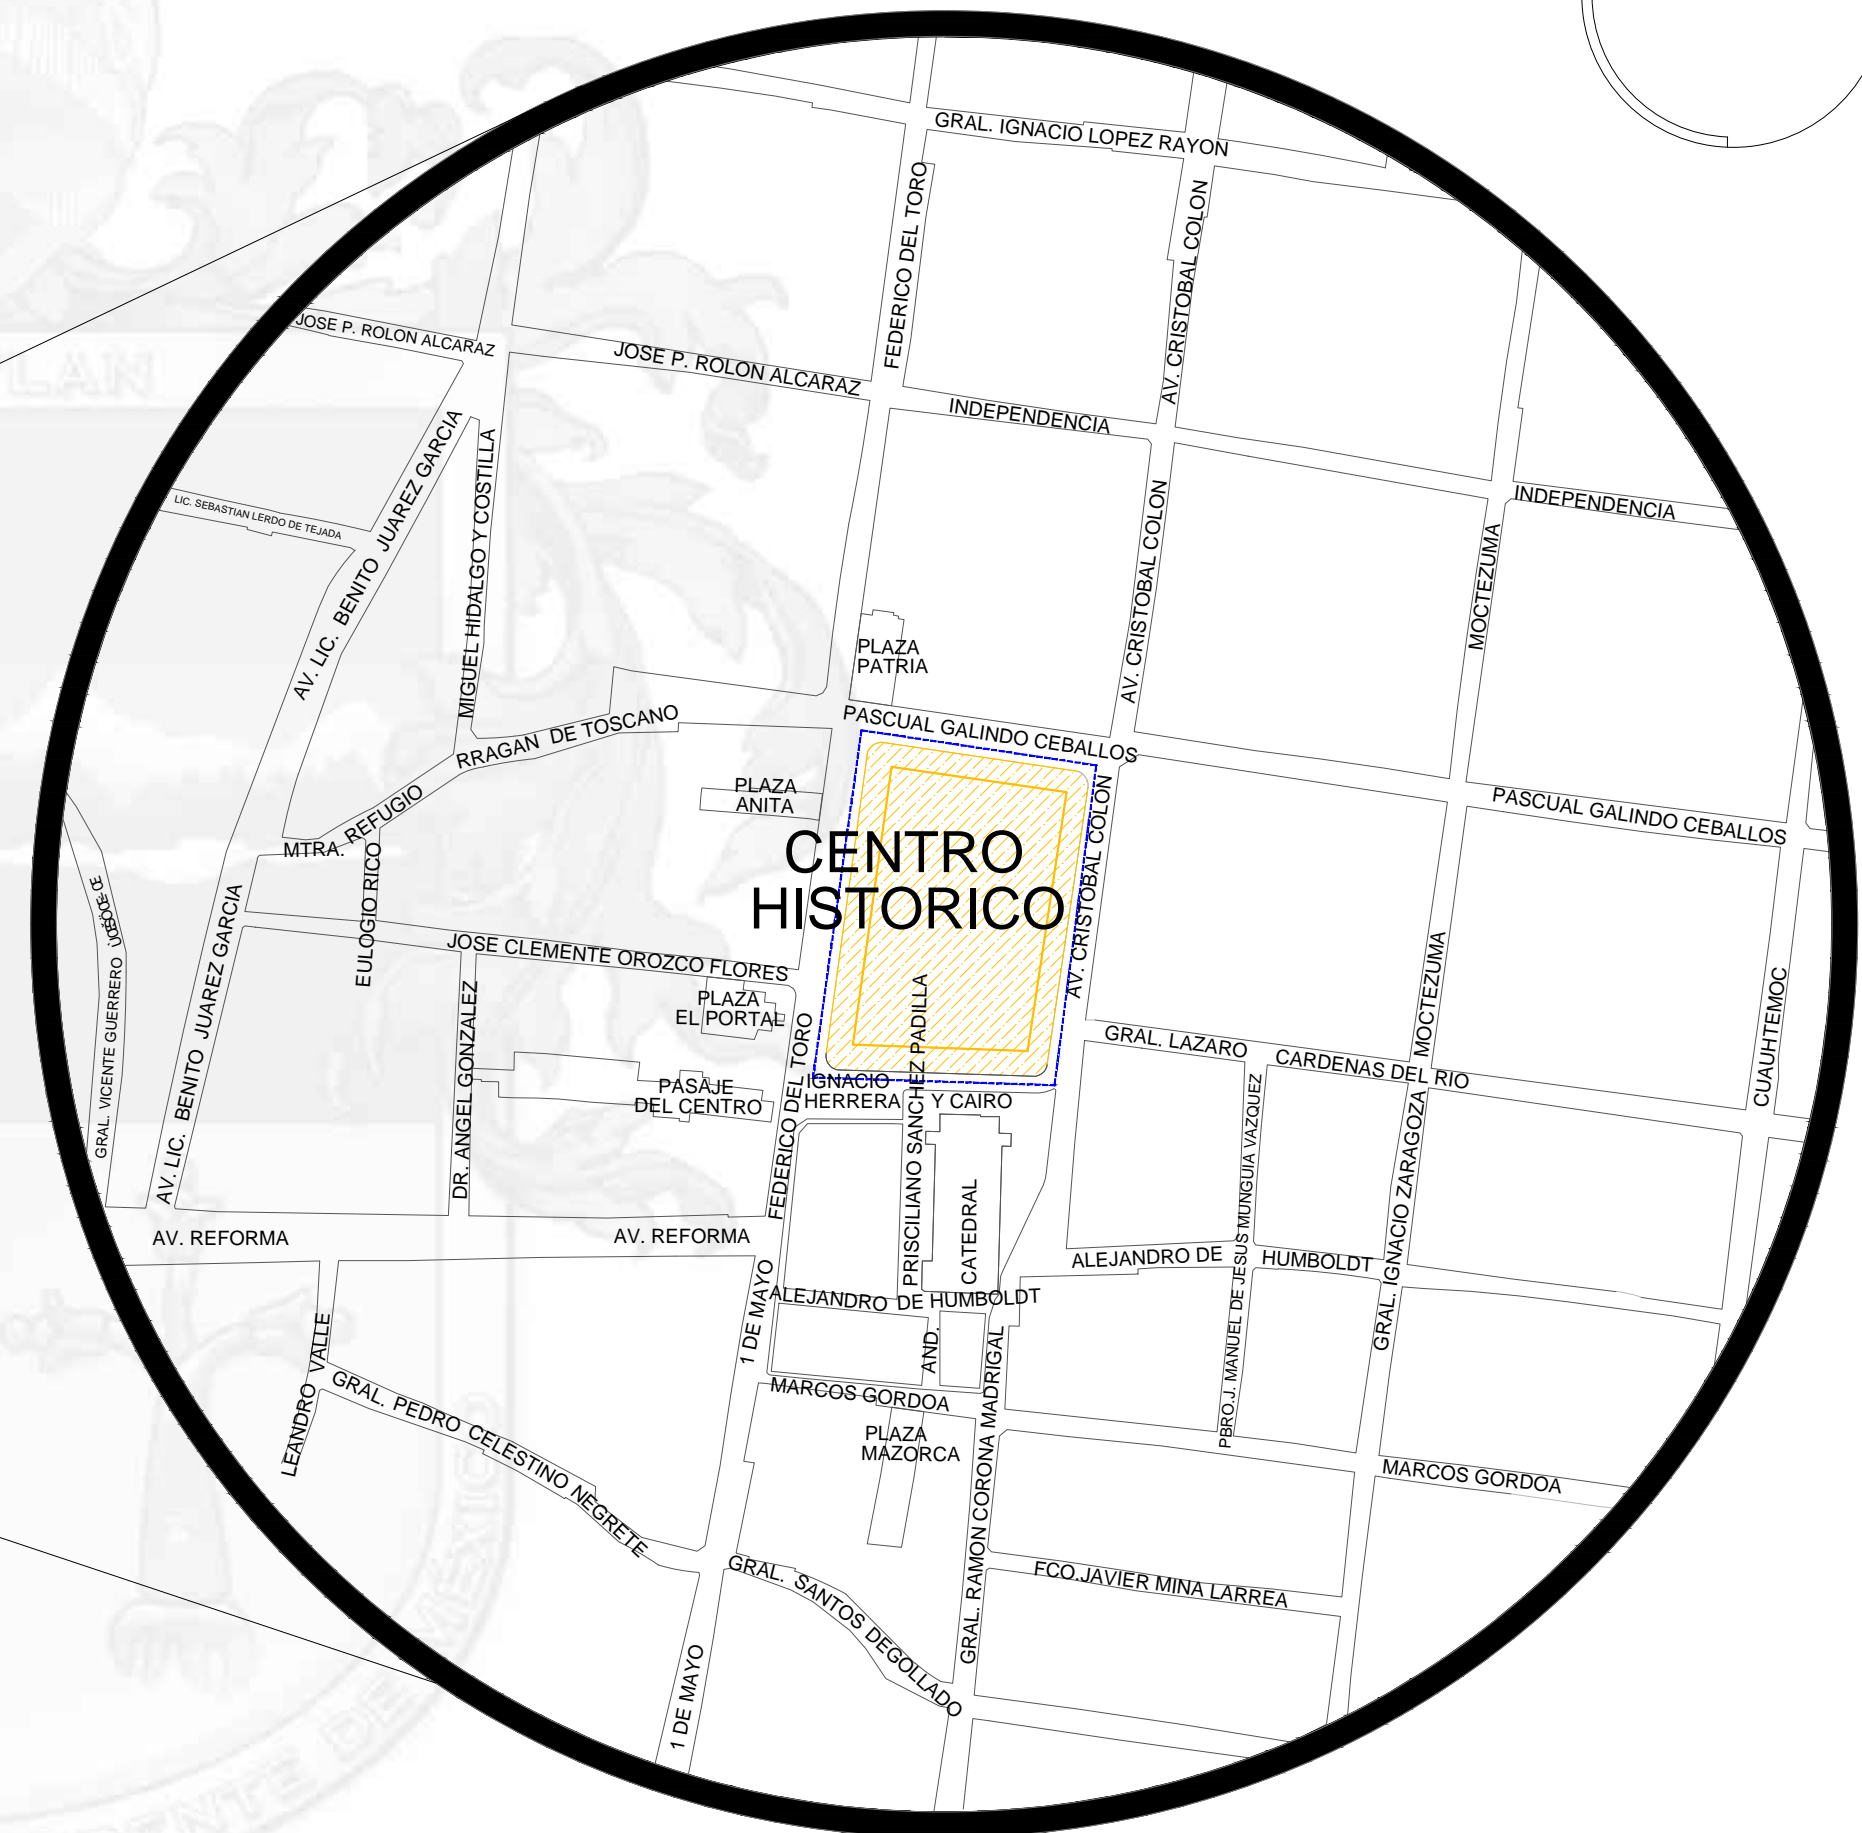 GRAL. IGNACIO LOPEZ RAYON
FEDERICO DEL TORO
AV. CRISTOBAL COLON
JOSE P. ROLON ALCARAZ
JOSE P. ROLON ALCARAZ
LAN
INDEPENDENCIA
INDEPENDENCIA
AV. LIC. BENITO JUAREZ GARCIA
MIGUEL HIDALGO Y COSTILLA
LIC. SEBASTIAN LERDO DE TEJADA
AV. CRISTOBAL COLON
MOCTEZUMA
PLAZA
PATRIA
RRAGAN DE TOSCANO
PASCUAL GALINDO CEBALLOS
PASCUAL GALINDO CEBALLOS
PLAZA
ANITA
MTRA. REFUGIO
EULOGIO RICO
CENTRO
HISTORICO
AV. CRISTOBAL COLON
AV. LIC. BENITO JUAREZ GARCIA
GRAL. VICENTE GUERRERO
JOSE CLEMENTE OROZCO FLORES
DR. ANGEL GONZALEZ
PLAZA
EL PORTAL
MOCTEZUMA
CUAUHTEMOC
GRAL. LAZARO CARDENAS DEL RIO
PASAJE
DEL CENTRO
FEDERICO DEL TORO
IGNACIO
HERRERA Y CAIRO
PRISCILIANO SANCHEZ PADILLA
CATEDRAL
PBRO.J. MANUEL DE JESUS MUNGUIA VAZQUEZ
GRAL. IGNACIO ZARAGOZA
AV. REFORMA
AV. REFORMA
ALEJANDRO DE HUMBOLDT
ALEJANDRO DE HUMBOLDT
1 DE MAYO
AND.
LEANDRO VALLE
GRAL. PEDRO CELESTINO NEGRETE
MARCOS GORDOA
PLAZA
MAZORCA
GRAL. RAMON CORONA MADRIGAL
MARCOS GORDOA
FCO.JAVIER MINA LARREA
GRAL. SANTOS DEGOLLADO
1 DE MAYO
ENTE DE MÉXICO